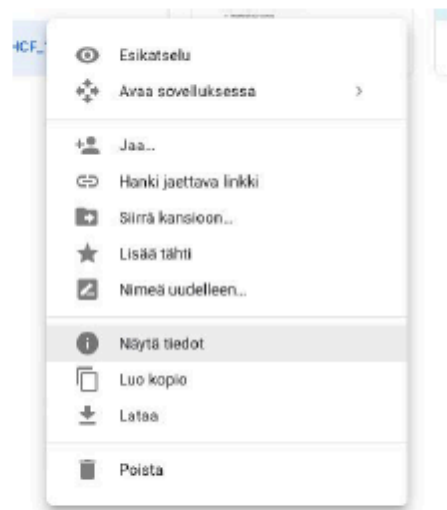 HCF_
Esikatselu
Avaa sovelluksessa
Jaa...
Hanki jaettava linkki
Siirrä kansioon...
Lisää tähti
Nimeä uudelleen...
Näytä tiedot
Luo kopio
Lataa
Poista